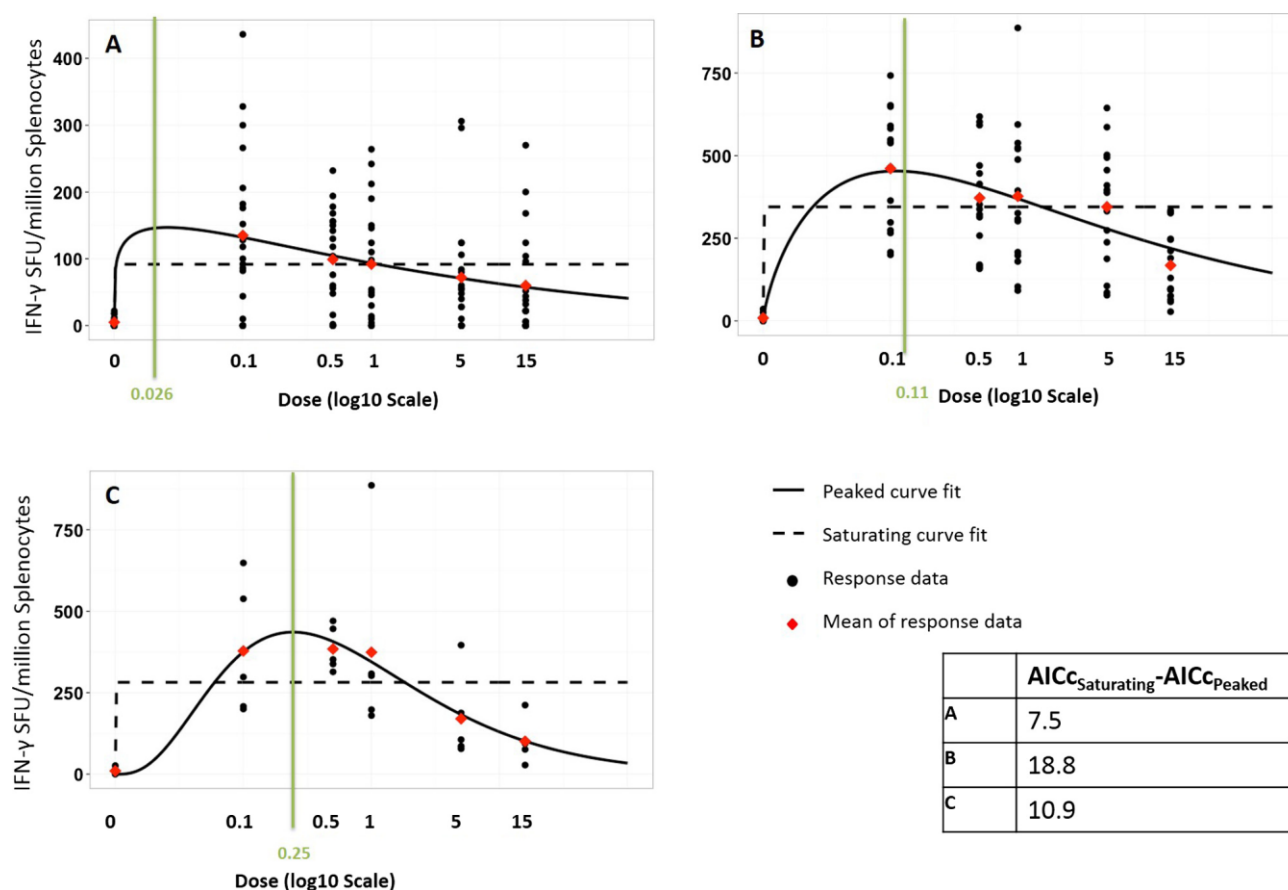 A
IFN-γ SFU/million Splenocytes
400
300
200
100
0
0 0.1 0.5 1 5 15
0.026
Dose (log10 Scale)
B
750
500
250
0
0 0.1 0.5 1 5 15
0.11
Dose (log10 Scale)
C
IFN-γ SFU/million Splenocytes
750
500
250
0
0 0.1 0.5 1 5 15
0.25
Dose (log10 Scale)
Peaked curve fit
Saturating curve fit
Response data
Mean of response data
AICcSaturating-AICcPeaked
A 7.5
B 18.8
C 10.9